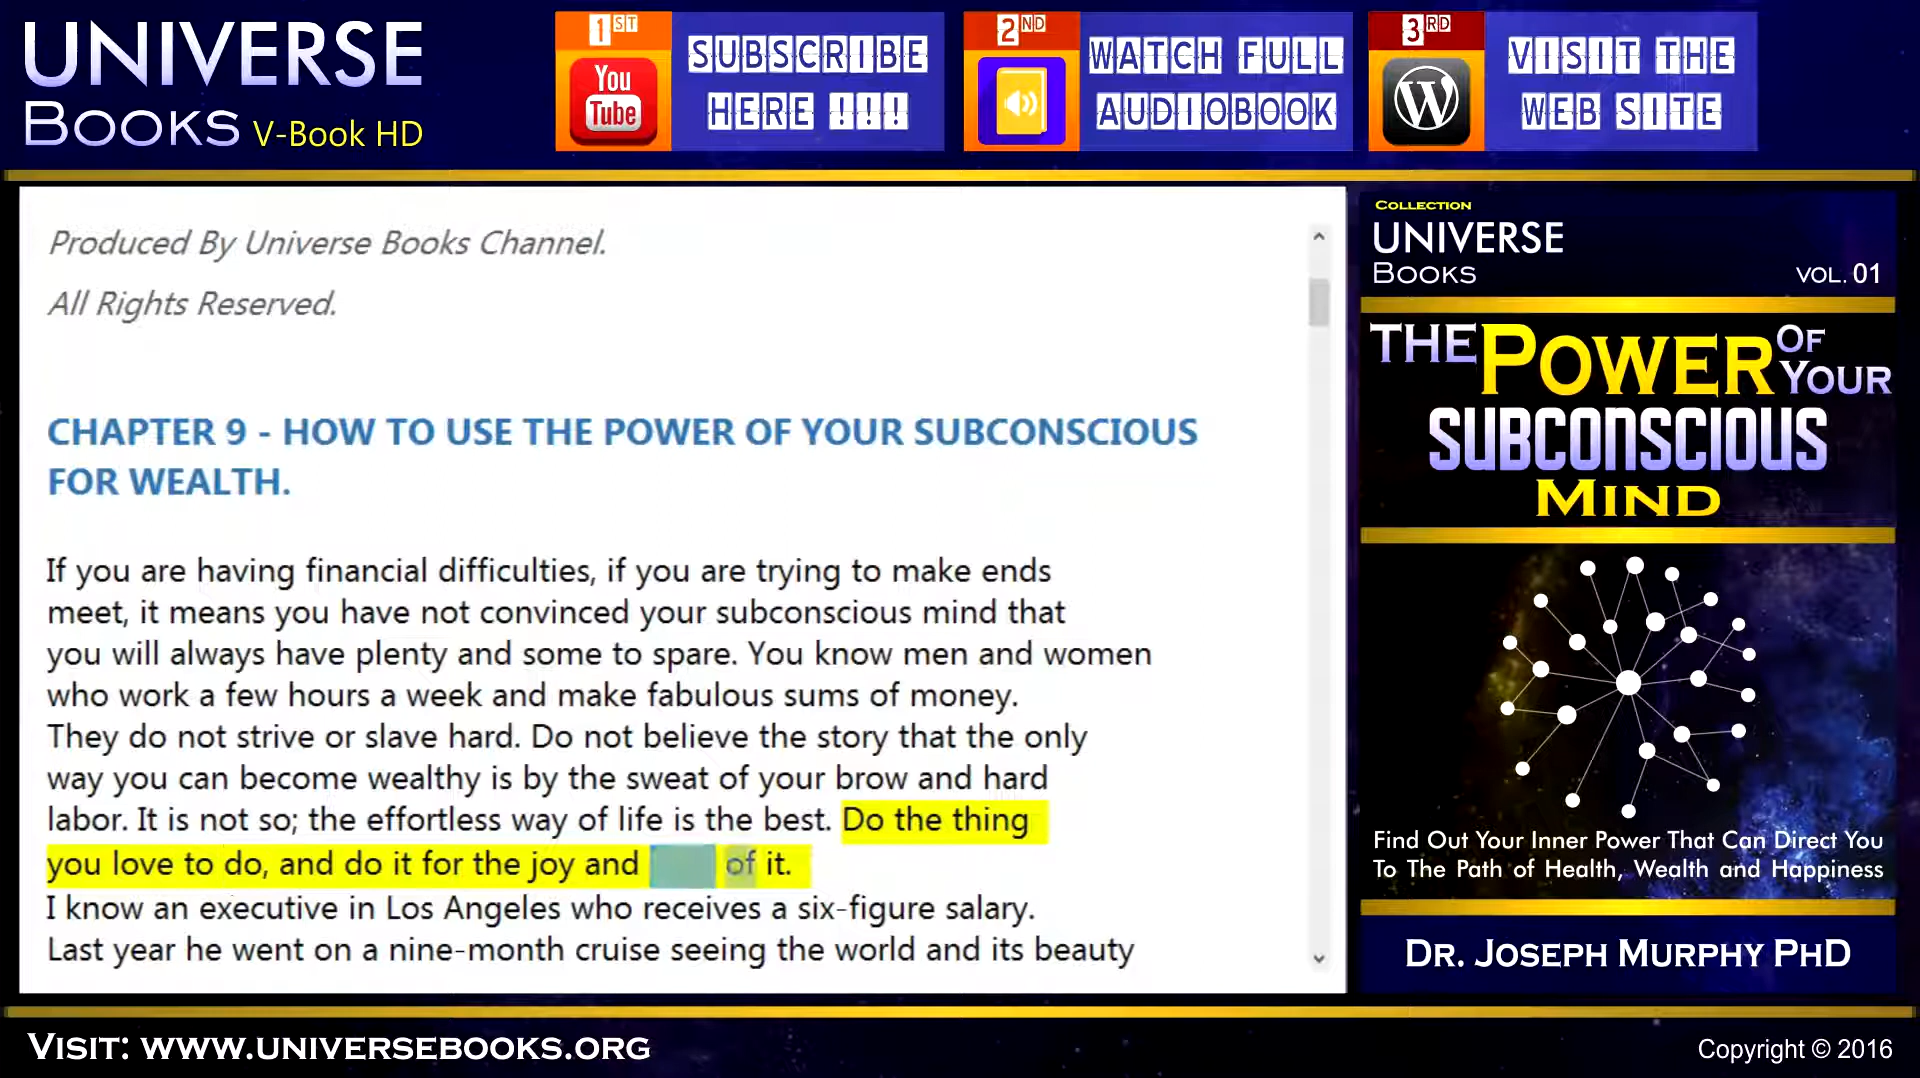 UNIVERSE
BOOKS V-Book HD
1ST
You
Tube
SUBSCRIBE
HERE !!!
2ND
WATCH FULL
AUDIOBOOK
3RD
VISIT THE
WEB SITE
Produced By Universe Books Channel.
All Rights Reserved.
CHAPTER 9 - HOW TO USE THE POWER OF YOUR SUBCONSCIOUS
FOR WEALTH.
If you are having financial difficulties, if you are trying to make ends
meet, it means you have not convinced your subconscious mind that
you will always have plenty and some to spare. You know men and women
who work a few hours a week and make fabulous sums of money.
They do not strive or slave hard. Do not believe the story that the only
way you can become wealthy is by the sweat of your brow and hard
labor. It is not so; the effortless way of life is the best. Do the thing
you love to do, and do it for the joy and of it.
I know an executive in Los Angeles who receives a six-figure salary.
Last year he went on a nine-month cruise seeing the world and its beauty
COLLECTION
UNIVERSE
BOOKS VOL. 01
THE POWER OF YOUR
SUBCONSCIOUS
MIND
Find Out Your Inner Power That Can Direct You
To The Path of Health, Wealth and Happiness
DR. JOSEPH MURPHY PHD
VISIT: WWW.UNIVERSEBOOKS.ORG
Copyright © 2016